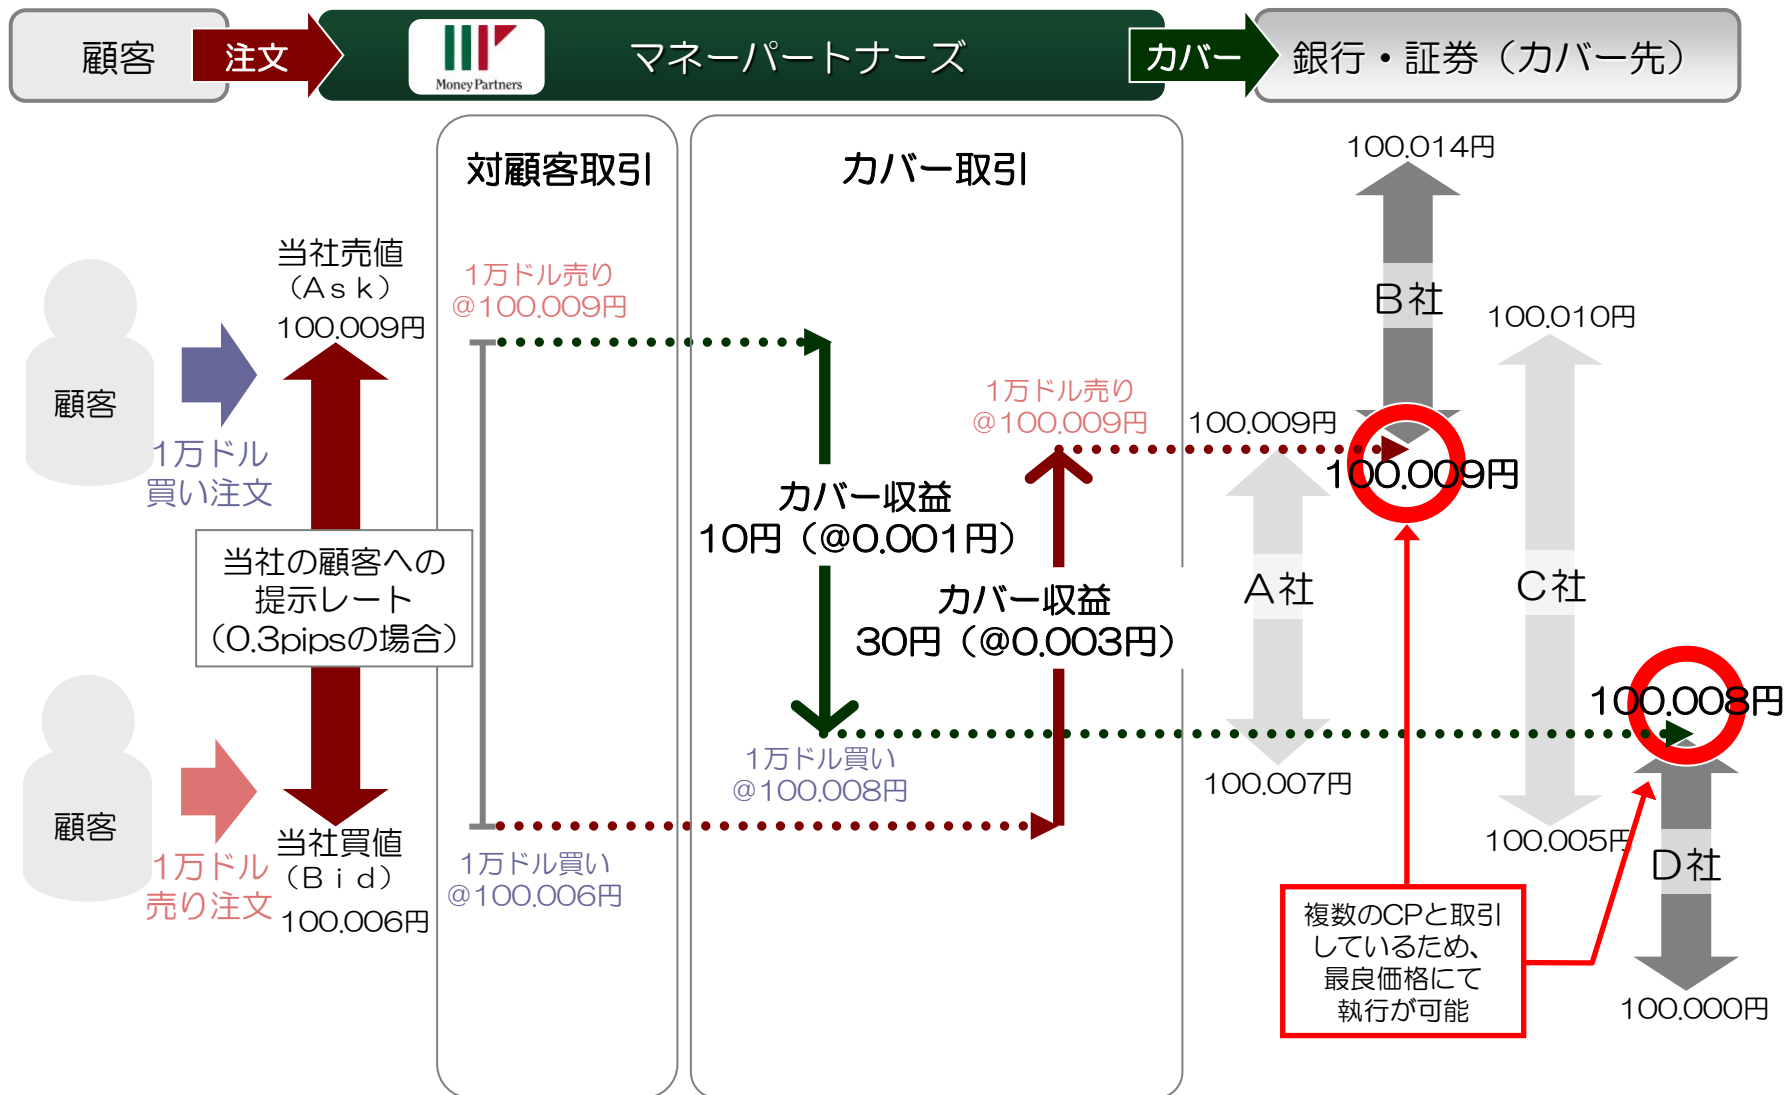 顧客
注文
Money Partners
マネーパートナーズ
カバー
銀行・証券（カバー先）
対顧客取引
カバー取引
100.014円
当社売値
（Ａｓｋ）
100.009円
1万ドル売り
@100.009円
B社
100.010円
顧客
1万ドル
買い注文
1万ドル売り
@100.009円
100.009円
100.009円
カバー収益
10円（@0.001円）
当社の顧客への
提示レート
（0.3pipsの場合）
カバー収益
30円（@0.003円）
A社
C社
100.008円
1万ドル買い
@100.008円
100.007円
顧客
1万ドル
売り注文
当社買値
（Ｂｉｄ）
100.006円
1万ドル買い
@100.006円
100.005円
D社
複数のCPと取引
しているため、
最良価格にて
執行が可能
100.000円